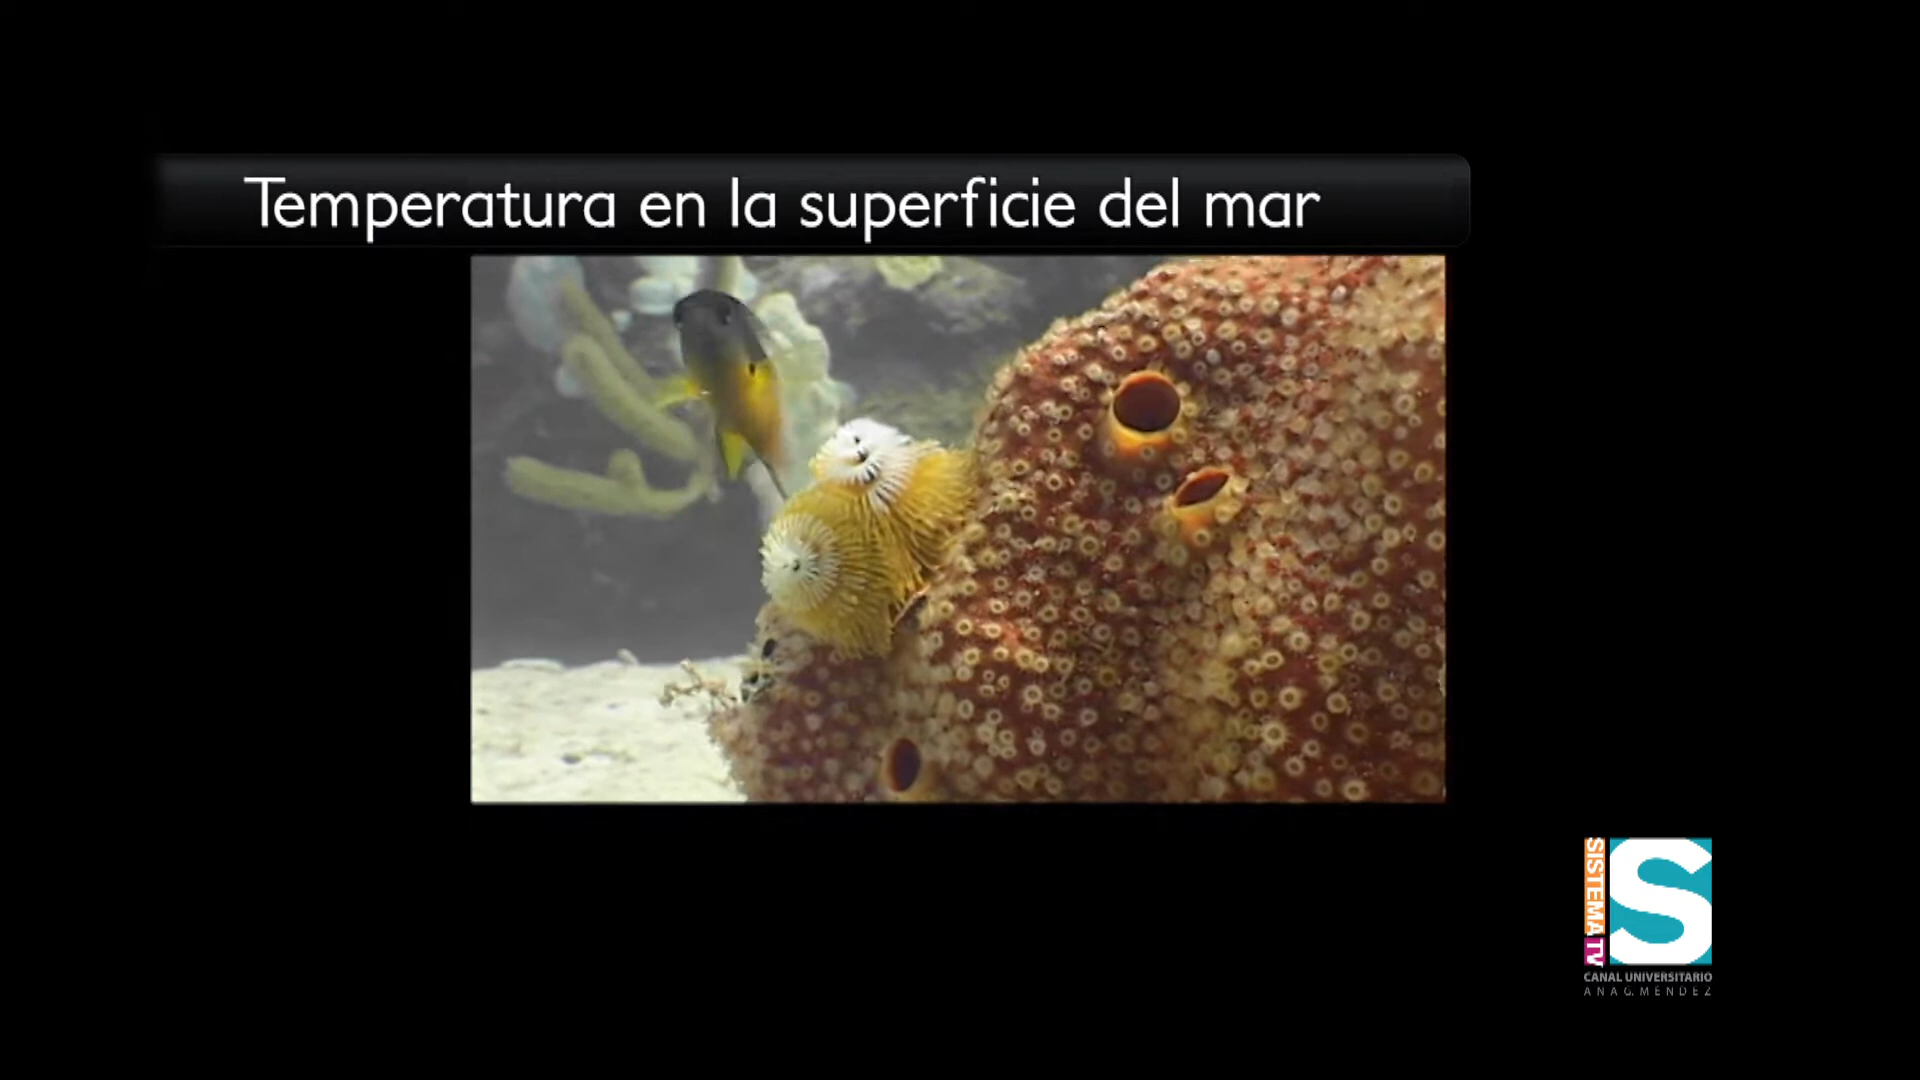 Temperatura en la superficie del mar
SISTEMA TV
S
CANAL UNIVERSITARIO
ANA G. MÉNDEZ